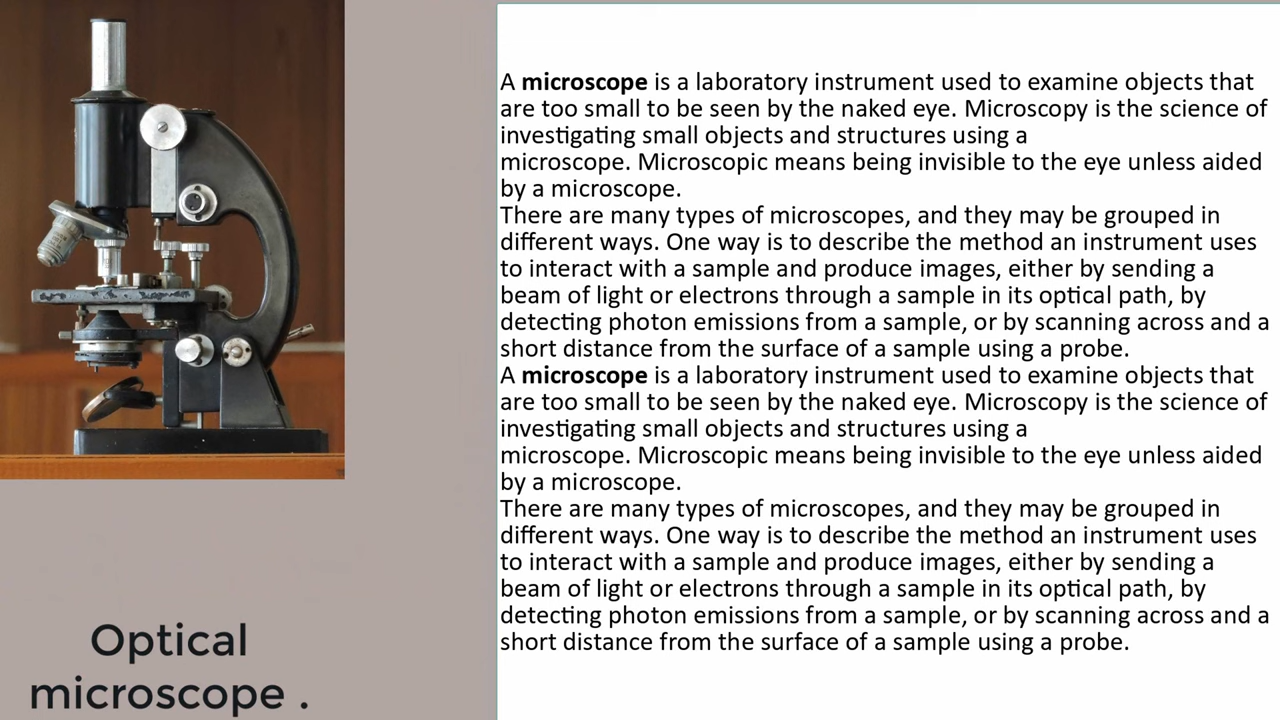 A microscope is a laboratory instrument used to examine objects that
are too small to be seen by the naked eye. Microscopy is the science of
investigating small objects and structures using a
microscope. Microscopic means being invisible to the eye unless aided
by a microscope.
There are many types of microscopes, and they may be grouped in
different ways. One way is to describe the method an instrument uses
to interact with a sample and produce images, either by sending a
beam of light or electrons through a sample in its optical path, by
detecting photon emissions from a sample, or by scanning across and a
short distance from the surface of a sample using a probe.
A microscope is a laboratory instrument used to examine objects that
are too small to be seen by the naked eye. Microscopy is the science of
investigating small objects and structures using a
microscope. Microscopic means being invisible to the eye unless aided
by a microscope.
There are many types of microscopes, and they may be grouped in
different ways. One way is to describe the method an instrument uses
to interact with a sample and produce images, either by sending a
beam of light or electrons through a sample in its optical path, by
detecting photon emissions from a sample, or by scanning across and a
short distance from the surface of a sample using a probe.
Optical
microscope .